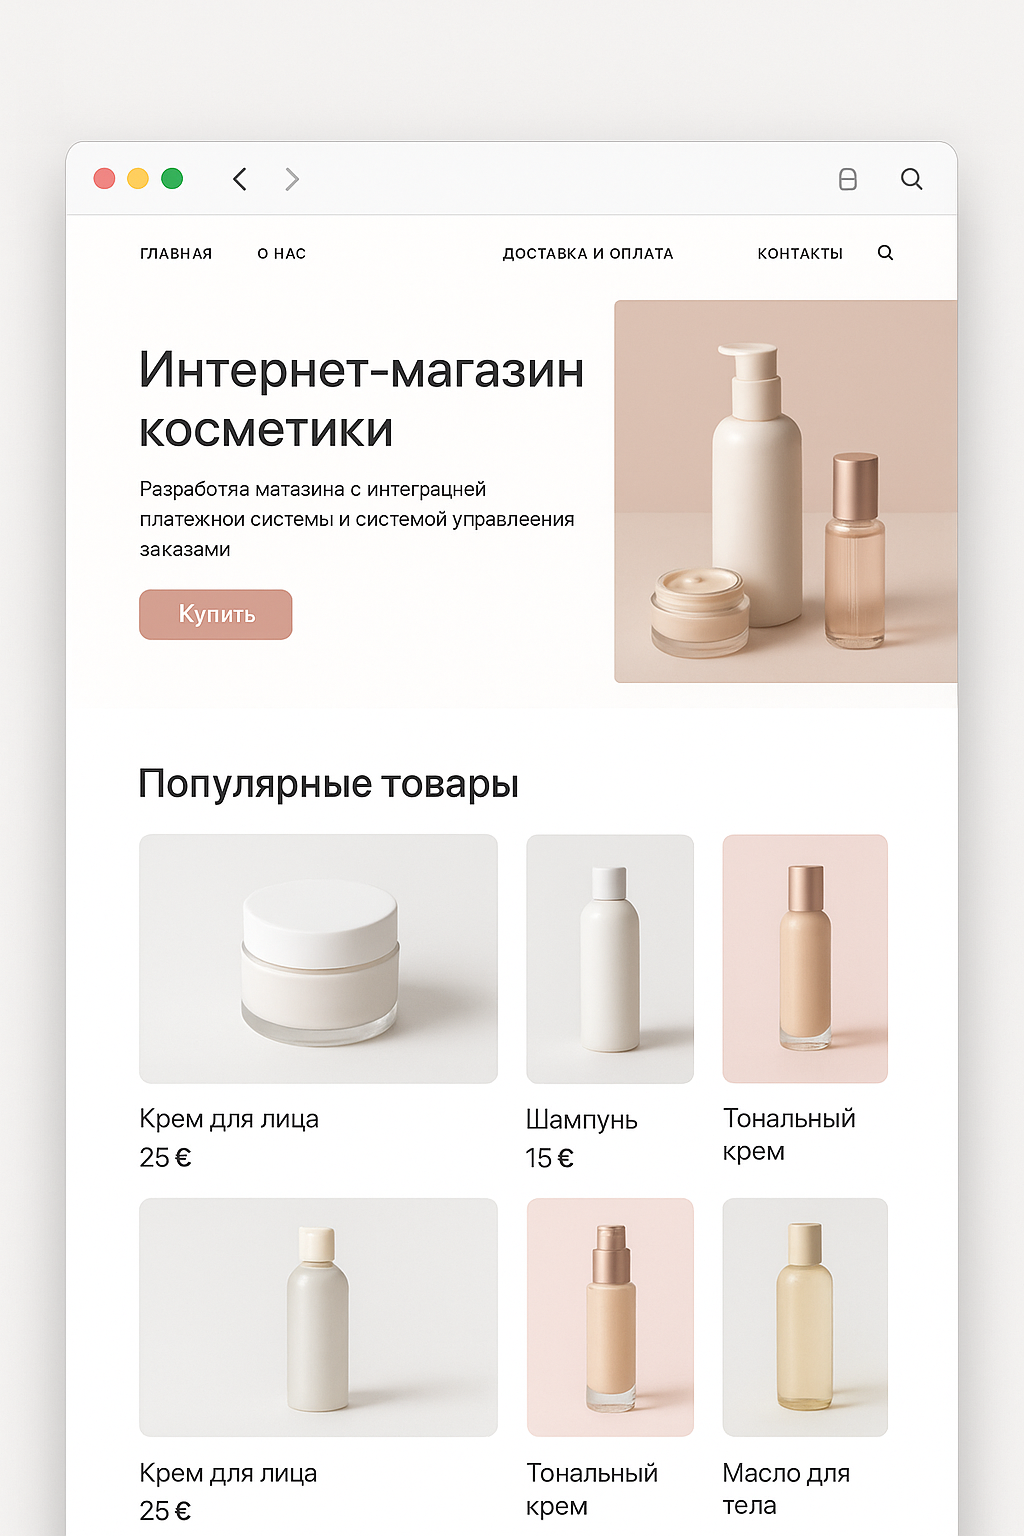 ГЛАВНАЯ О НАС ДОСТАВКА И ОПЛАТА КОНТАКТЫ
Интернет-магазин
косметики
Разработяа матазина с интеграцней
платежнои системы и системой управлеения
заказами
Купить
Популярные товары
Крем для лица
25 €
Шампунь
15 €
Тональный
крем
Крем для лица
25 €
Тональный
крем
Масло для
тела